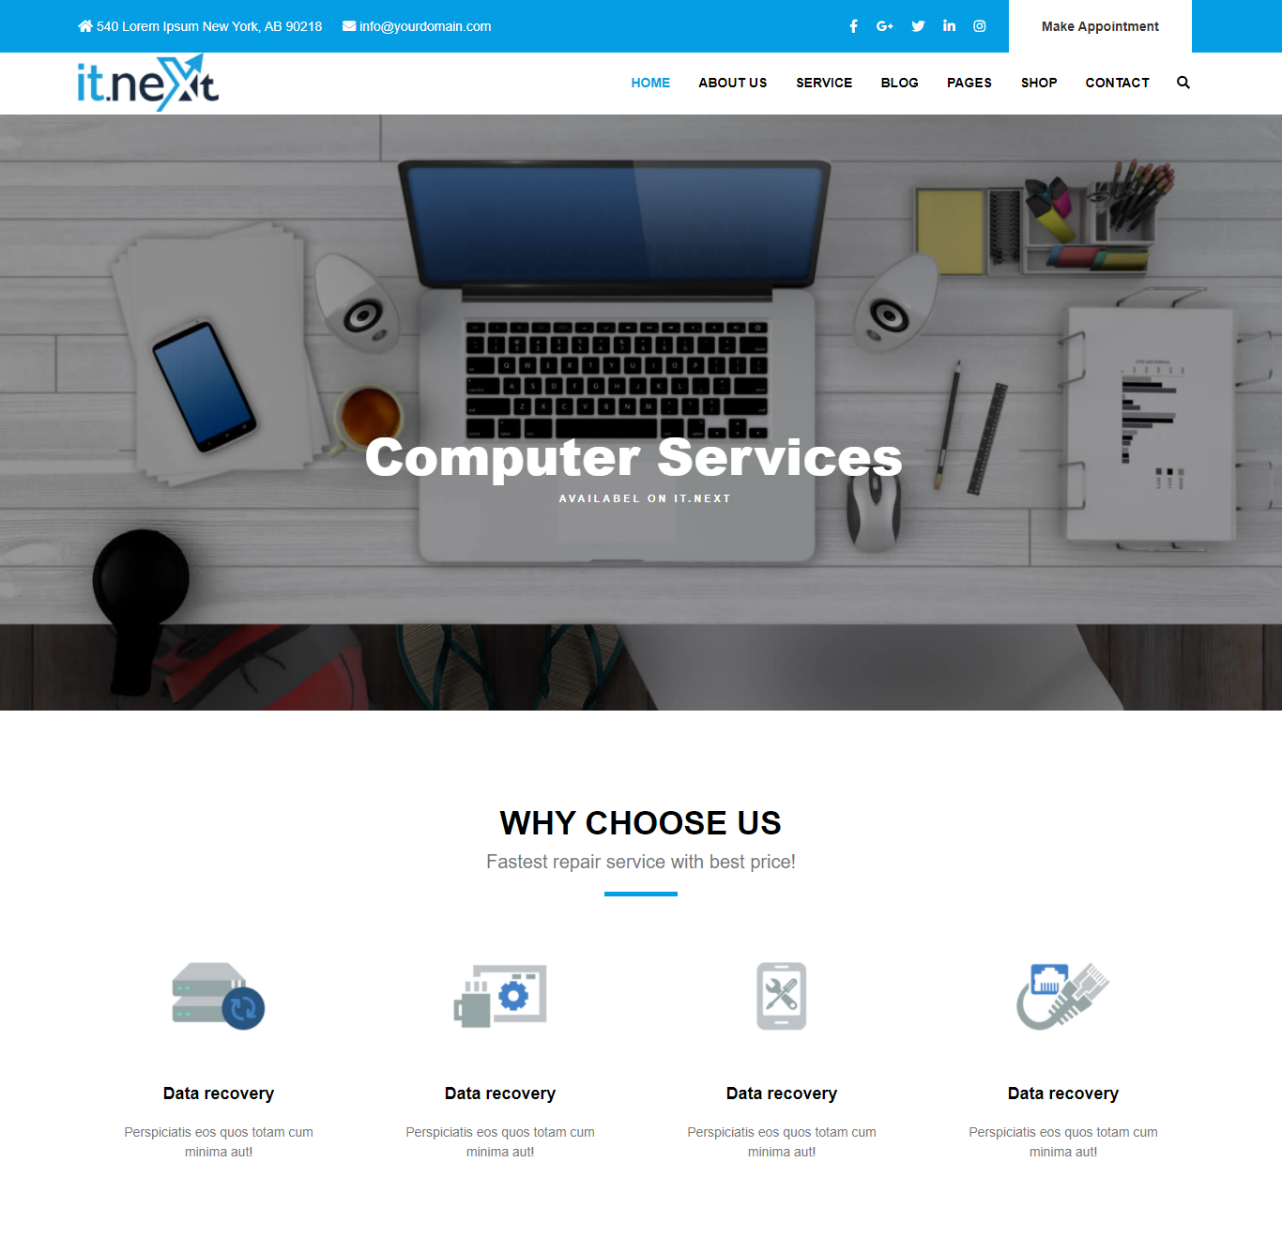 540 Lorem Ipsum New York, AB 90218 info@yourdomain.com
Make Appointment
it.next
HOME ABOUT US SERVICE BLOG PAGES SHOP CONTACT
Computer Services
AVAILABEL ON IT.NEXT
WHY CHOOSE US
Fastest repair service with best price!
Data recovery
Perspiciatis eos quos totam cum
minima aut!
Data recovery
Perspiciatis eos quos totam cum
minima aut!
Data recovery
Perspiciatis eos quos totam cum
minima aut!
Data recovery
Perspiciatis eos quos totam cum
minima aut!